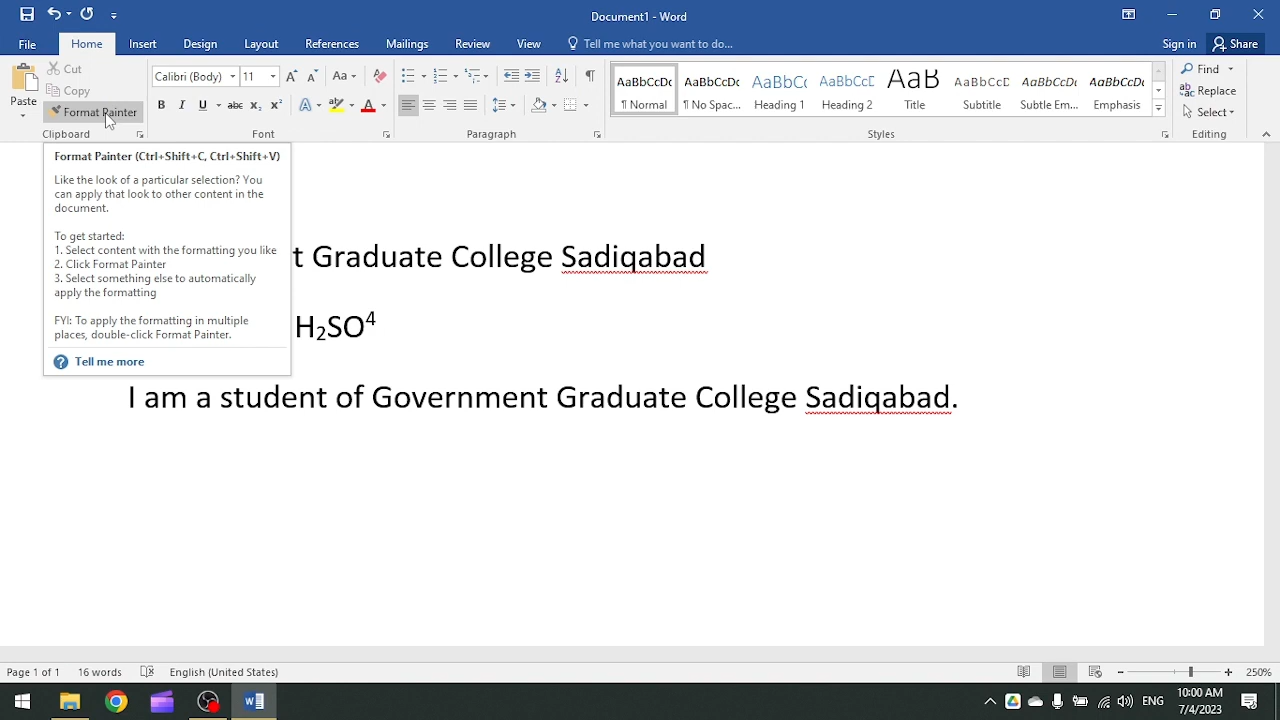 Document1 - Word
File Home Insert Design Layout References Mailings Review View Tell me what you want to do... Sign in Share
Paste
Cut
Copy
Format Painter
Clipboard
Calibri (Body) 11 Aa
B I U abc X₂ X² A A
Font
Paragraph
AaBbCcDc AaBbCcDc AaBbCc AaBbCcC AaB AaBbCcC AaBbCcDc AaBbCcDc
¶ Normal ¶ No Spac... Heading 1 Heading 2 Title Subtitle Subtle Em... Emphasis
Styles
Find
Replace
Select
Editing
Format Painter (Ctrl+Shift+C, Ctrl+Shift+V)
Like the look of a particular selection? You
can apply that look to other content in the
document.
To get started:
1. Select content with the formatting you like
2. Click Format Painter
3. Select something else to automatically
apply the formatting
FYI: To apply the formatting in multiple
places, double-click Format Painter.
Tell me more
t Graduate College Sadiqabad
H₂SO⁴
I am a student of Government Graduate College Sadiqabad.
Page 1 of 1 16 words English (United States) 250%
ENG
10:00 AM
7/4/2023